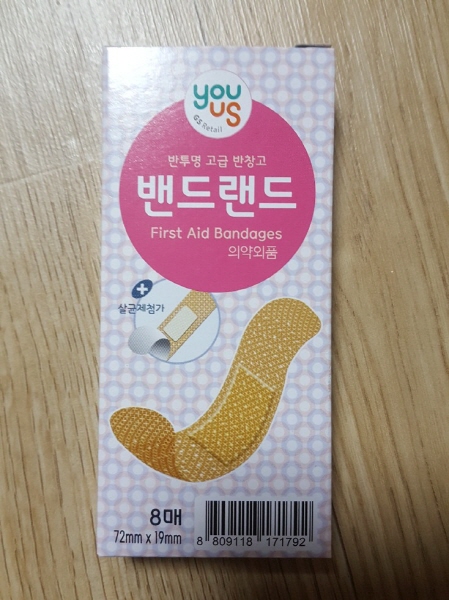 you
us
GS Retail
반투명 고급 반창고
밴드랜드
First Aid Bandages
의약외품
살균제첨가
8매
72mm x 19mm
8 809118 171792